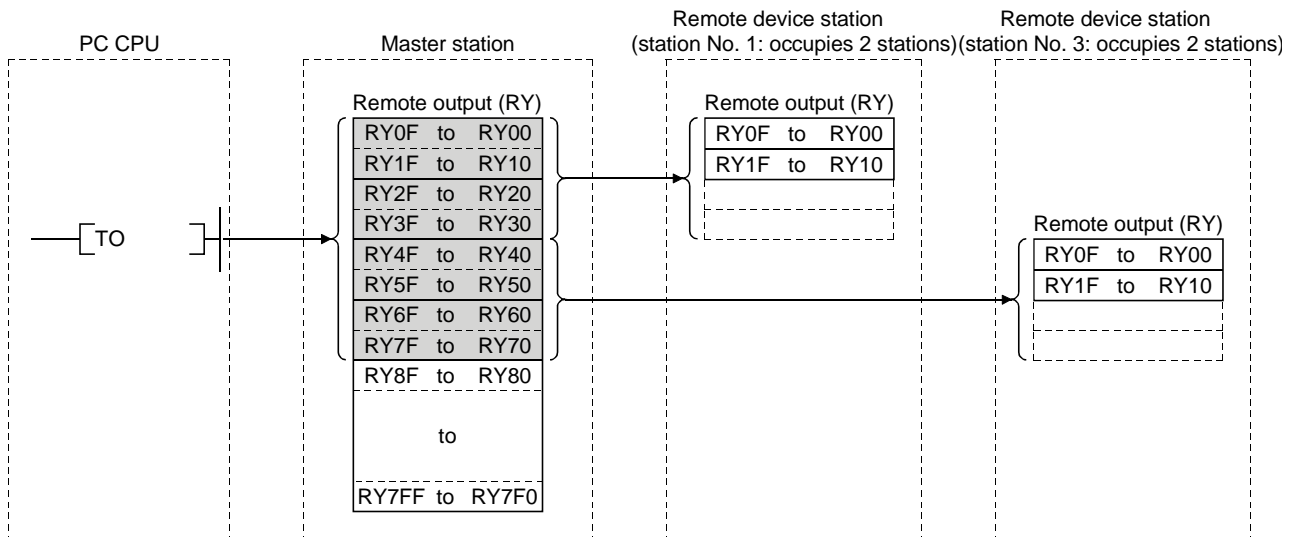 PC CPU
Master station
Remote device station
(station No. 1: occupies 2 stations)
Remote device station
(station No. 3: occupies 2 stations)
TO
Remote output (RY)
RY0F to RY00
RY1F to RY10
RY2F to RY20
RY3F to RY30
RY4F to RY40
RY5F to RY50
RY6F to RY60
RY7F to RY70
RY8F to RY80
to
RY7FF to RY7F0
Remote output (RY)
RY0F to RY00
RY1F to RY10
Remote output (RY)
RY0F to RY00
RY1F to RY10